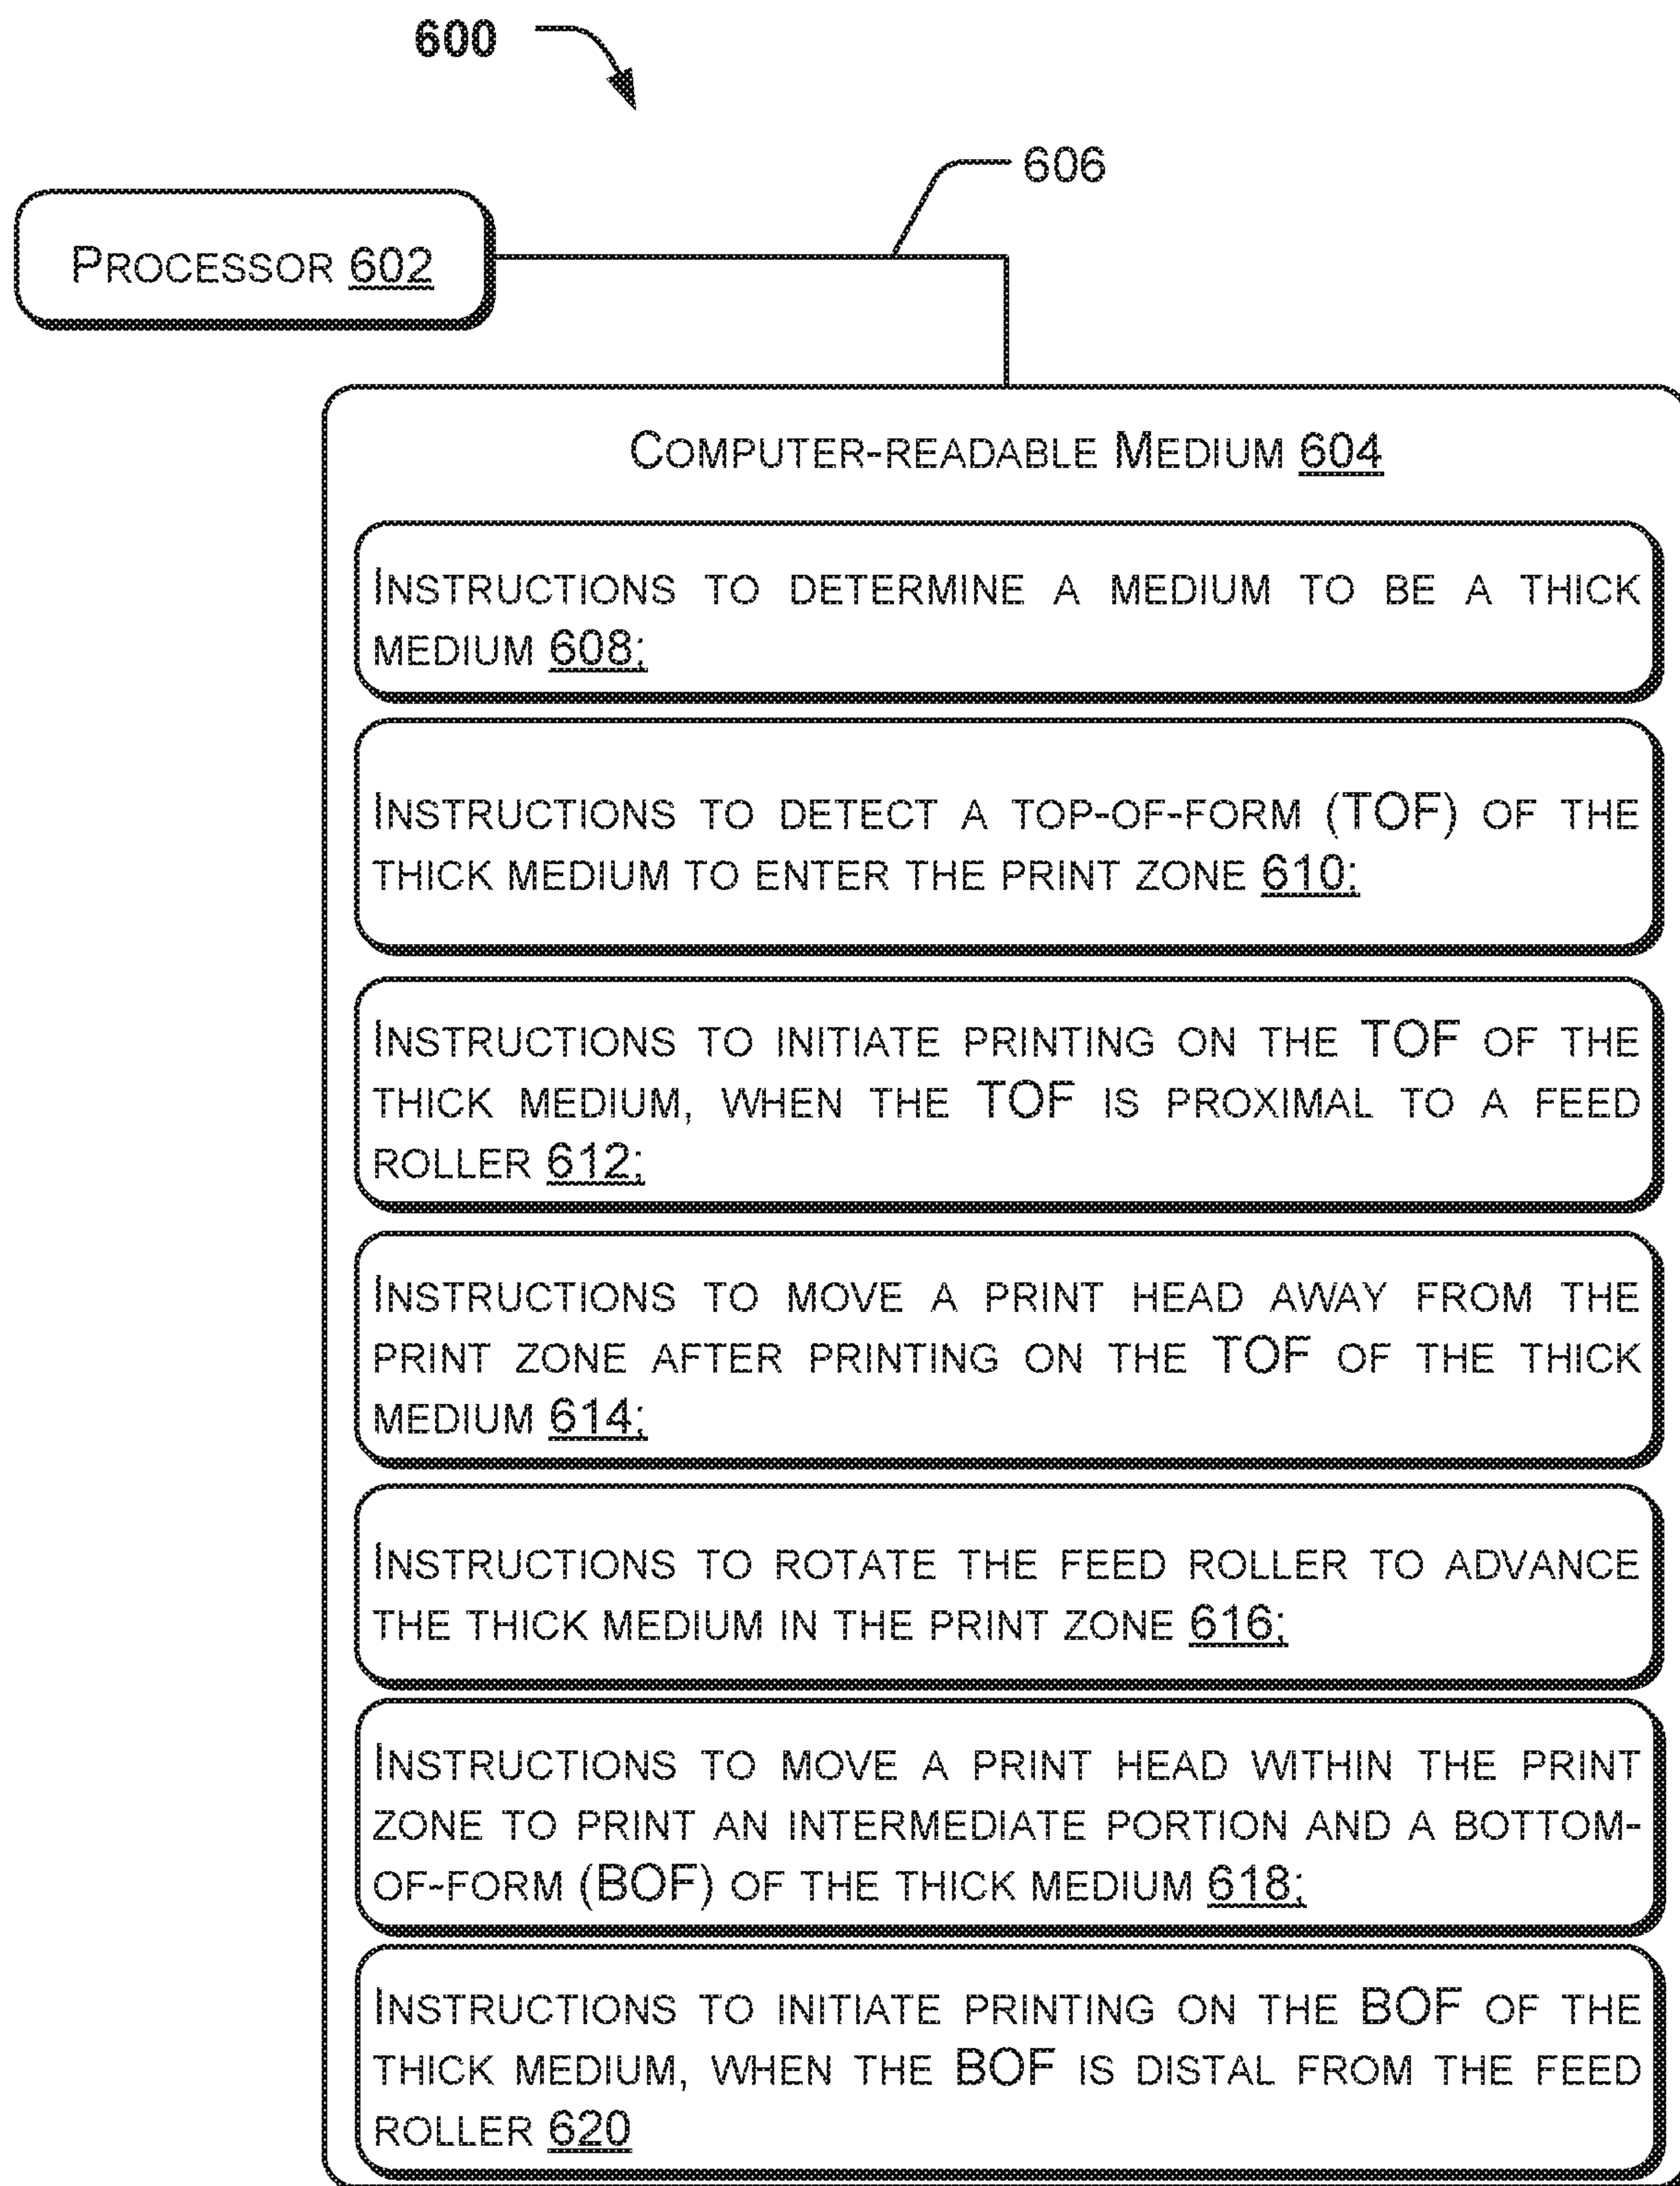 600
606
PROCESSOR 602
COMPUTER-READABLE MEDIUM 604
INSTRUCTIONS TO DETERMINE A MEDIUM TO BE A THICK
MEDIUM 608;
INSTRUCTIONS TO DETECT A TOP-OF-FORM (TOF) OF THE
THICK MEDIUM TO ENTER THE PRINT ZONE 610;
INSTRUCTIONS TO INITIATE PRINTING ON THE TOF OF THE
THICK MEDIUM, WHEN THE TOF IS PROXIMAL TO A FEED
ROLLER 612;
INSTRUCTIONS TO MOVE A PRINT HEAD AWAY FROM THE
PRINT ZONE AFTER PRINTING ON THE TOF OF THE THICK
MEDIUM 614;
INSTRUCTIONS TO ROTATE THE FEED ROLLER TO ADVANCE
THE THICK MEDIUM IN THE PRINT ZONE 616;
INSTRUCTIONS TO MOVE A PRINT HEAD WITHIN THE PRINT
ZONE TO PRINT AN INTERMEDIATE PORTION AND A BOTTOM-
OF-FORM (BOF) OF THE THICK MEDIUM 618;
INSTRUCTIONS TO INITIATE PRINTING ON THE BOF OF THE
THICK MEDIUM, WHEN THE BOF IS DISTAL FROM THE FEED
ROLLER 620